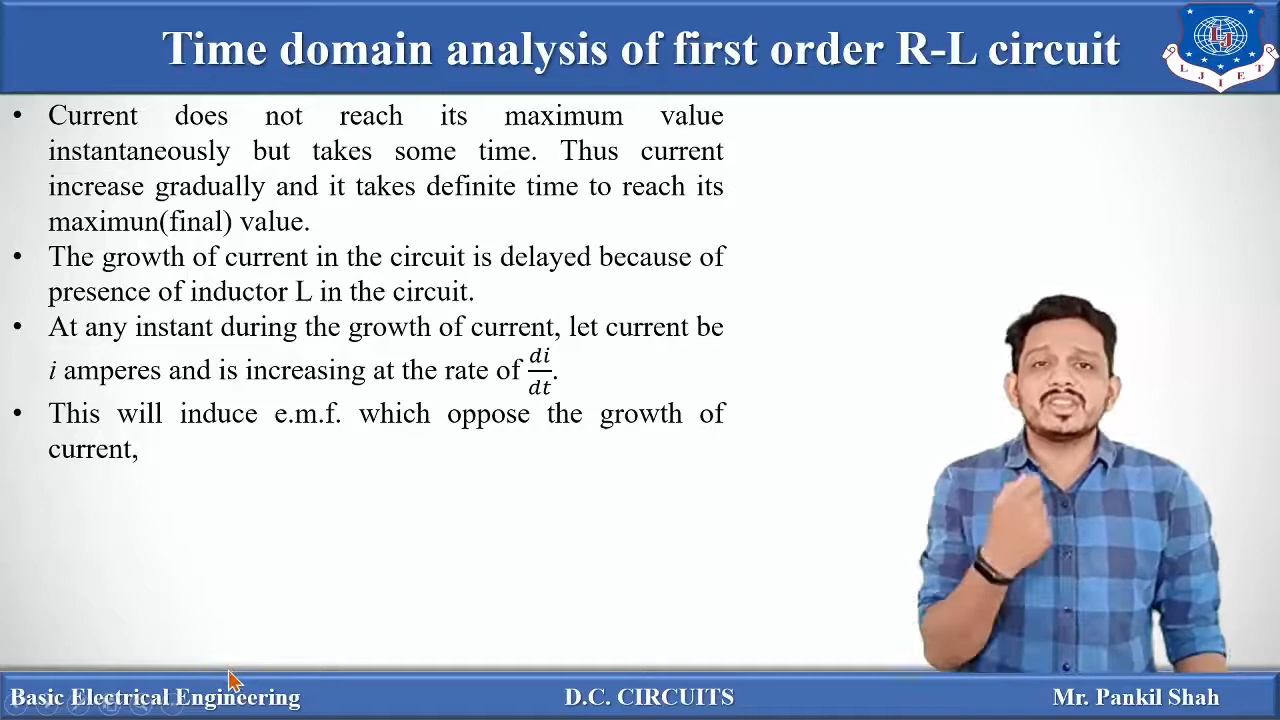 Time domain analysis of first order R-L circuit
L J I E T
LJ
• Current does not reach its maximum value
instantaneously but takes some time. Thus current
increase gradually and it takes definite time to reach its
maximun(final) value.
• The growth of current in the circuit is delayed because of
presence of inductor L in the circuit.
• At any instant during the growth of current, let current be
i amperes and is increasing at the rate of di/dt.
• This will induce e.m.f. which oppose the growth of
current,
Basic Electrical Engineering
D.C. CIRCUITS
Mr. Pankil Shah